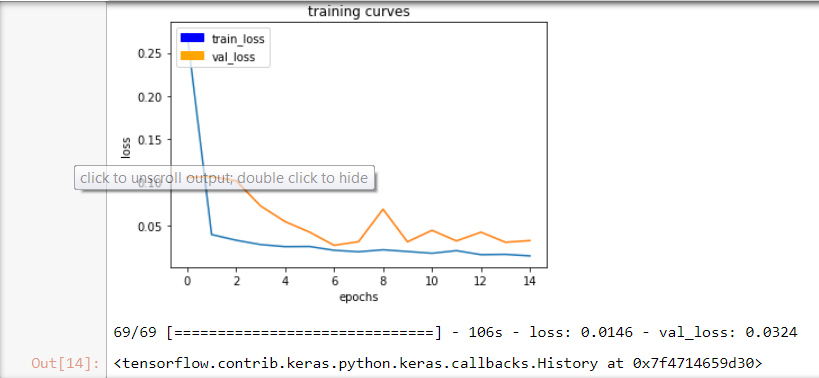 training curves
train_loss
val_loss
0.25
0.20
0.15
0.10
0.05
loss
click to unscroll output; double click to hide
0 2 4 6 8 10 12 14
epochs
69/69 [==============================] - 106s - loss: 0.0146 - val_loss: 0.0324
Out[14]: <tensorflow.contrib.keras.python.keras.callbacks.History at 0x7f4714659d30>